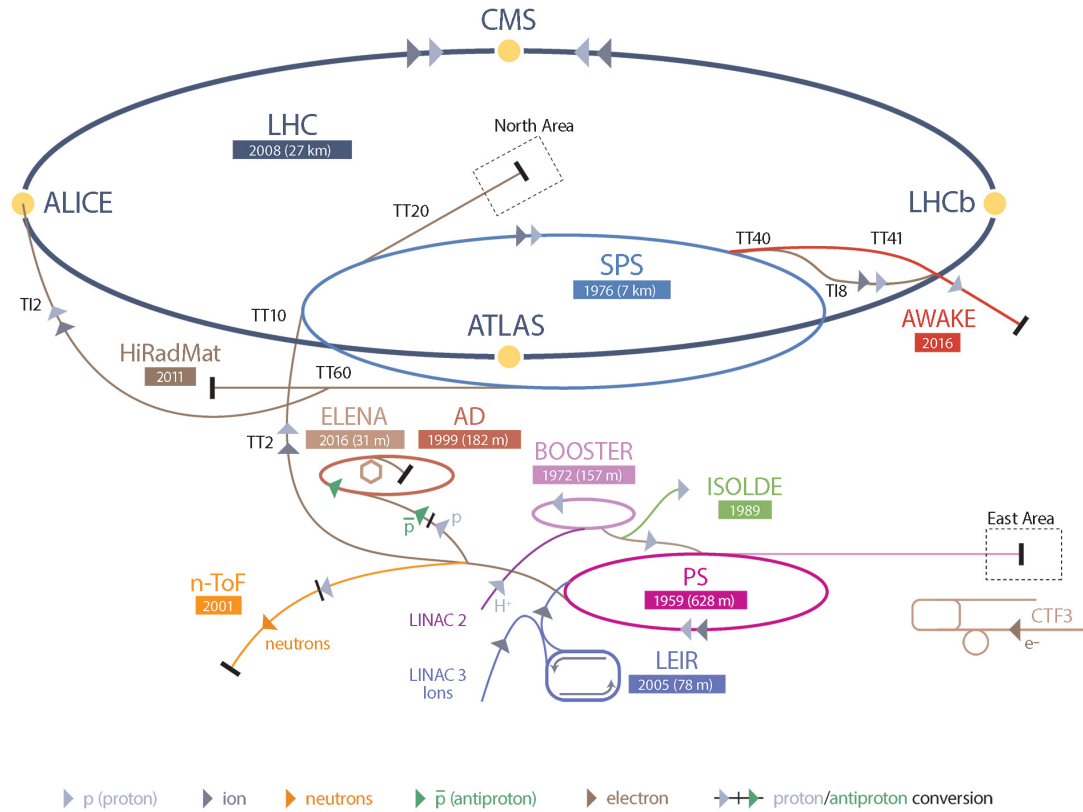 CMS
LHC
2008 (27 km)
North Area
ALICE
LHCb
TT20
TT40
TT41
SPS
1976 (7 km)
TI2
TI8
TT10
ATLAS
AWAKE
2016
HiRadMat
2011
TT60
ELENA
2016 (31 m)
AD
1999 (182 m)
TT2
BOOSTER
1972 (157 m)
ISOLDE
1989
p̅
p
East Area
n-ToF
2001
PS
1959 (628 m)
H⁺
LINAC 2
neutrons
CTF3
e⁻
LINAC 3
Ions
LEIR
2005 (78 m)
p (proton)
ion
neutrons
p̅ (antiproton)
electron
proton/antiproton conversion